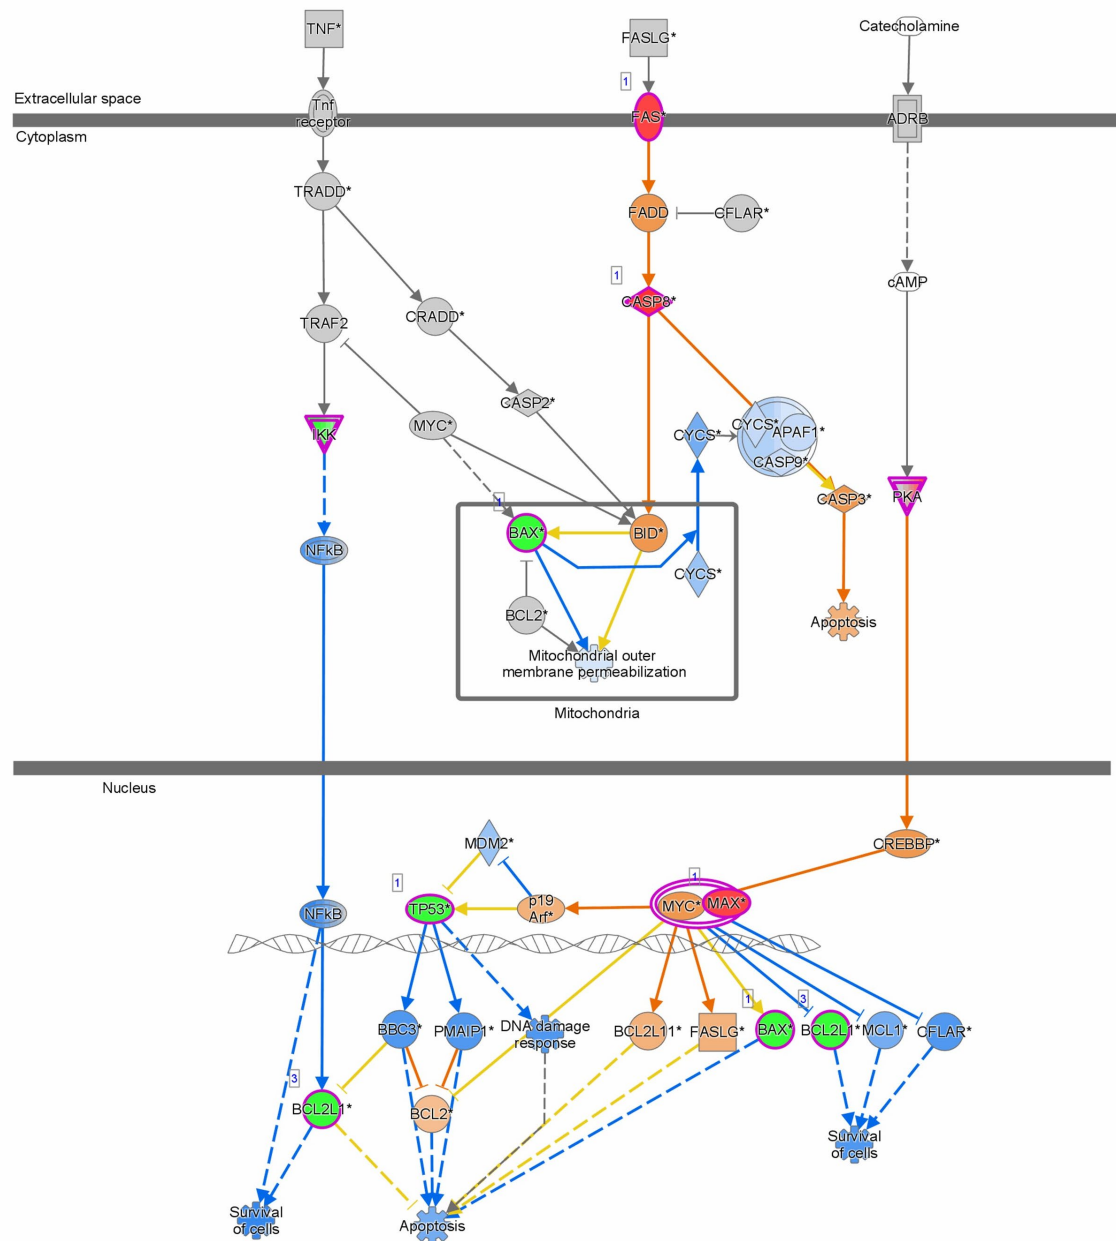 TNF*
FASLG*
Catecholamine
1
Extracellular space
Tnf
receptor
FAS*
ADRB
Cytoplasm
TRADD*
FADD
CFLAR*
1
cAMP
CASP8*
TRAF2
CRADD*
CASP2*
MYC*
IKK
CYCS*
CYCS*
APAF1*
CASP9*
CASP3*
PKA
1
BAX*
BID*
NFkB
CYCS*
BCL2*
Apoptosis
Mitochondrial outer
membrane permeabilization
Mitochondria
Nucleus
MDM2*
CREBBP*
1
1
TP53*
p19
Arf*
MYC*
MAX*
NFkB
1
3
BBC3*
PMAIP1*
DNA damage
response
BCL2L11*
FASLG*
BAX*
BCL2L1*
MCL1*
CFLAR*
3
BCL2L1*
BCL2*
Survival
of cells
Survival
of cells
Apoptosis